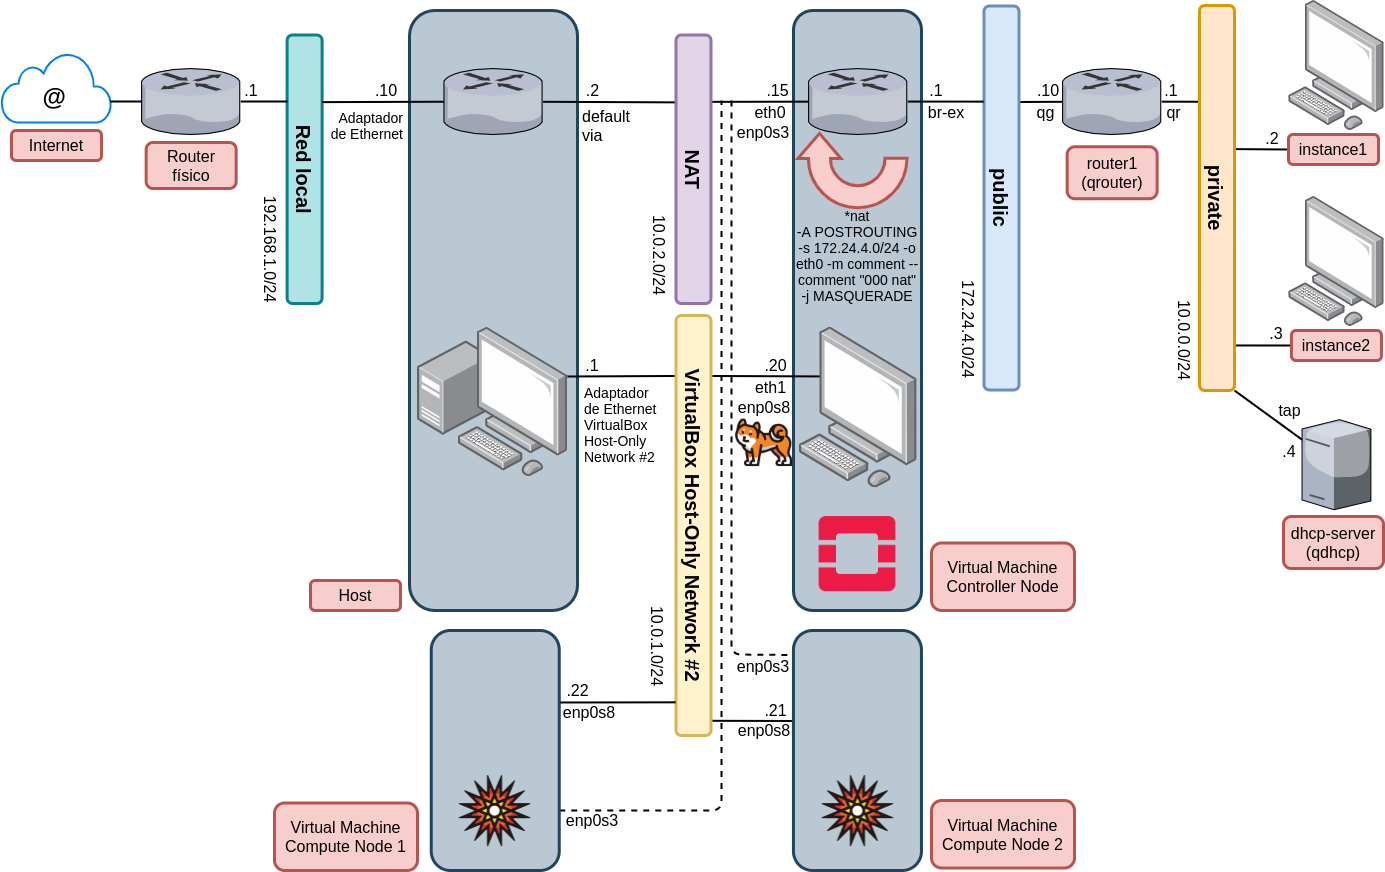 @
Internet
Router
físico
.1
Red local
192.168.1.0/24
.10
Adaptador
de Ethernet
.2
default
via
NAT
10.0.2.0/24
.15
eth0
enp0s3
*nat
-A POSTROUTING
-s 172.24.4.0/24 -o
eth0 -m comment --
comment "000 nat"
-j MASQUERADE
.1
br-ex
public
172.24.4.0/24
.10
qg
router1
(qrouter)
.1
qr
private
10.0.0.0/24
.2
instance1
.3
instance2
tap
.4
dhcp-server
(qdhcp)
.1
Adaptador
de Ethernet
VirtualBox
Host-Only
Network #2
VirtualBox Host-Only Network #2
10.0.1.0/24
.20
eth1
enp0s8
Host
Virtual Machine
Controller Node
.22
enp0s8
enp0s3
Virtual Machine
Compute Node 1
enp0s3
.21
enp0s8
Virtual Machine
Compute Node 2